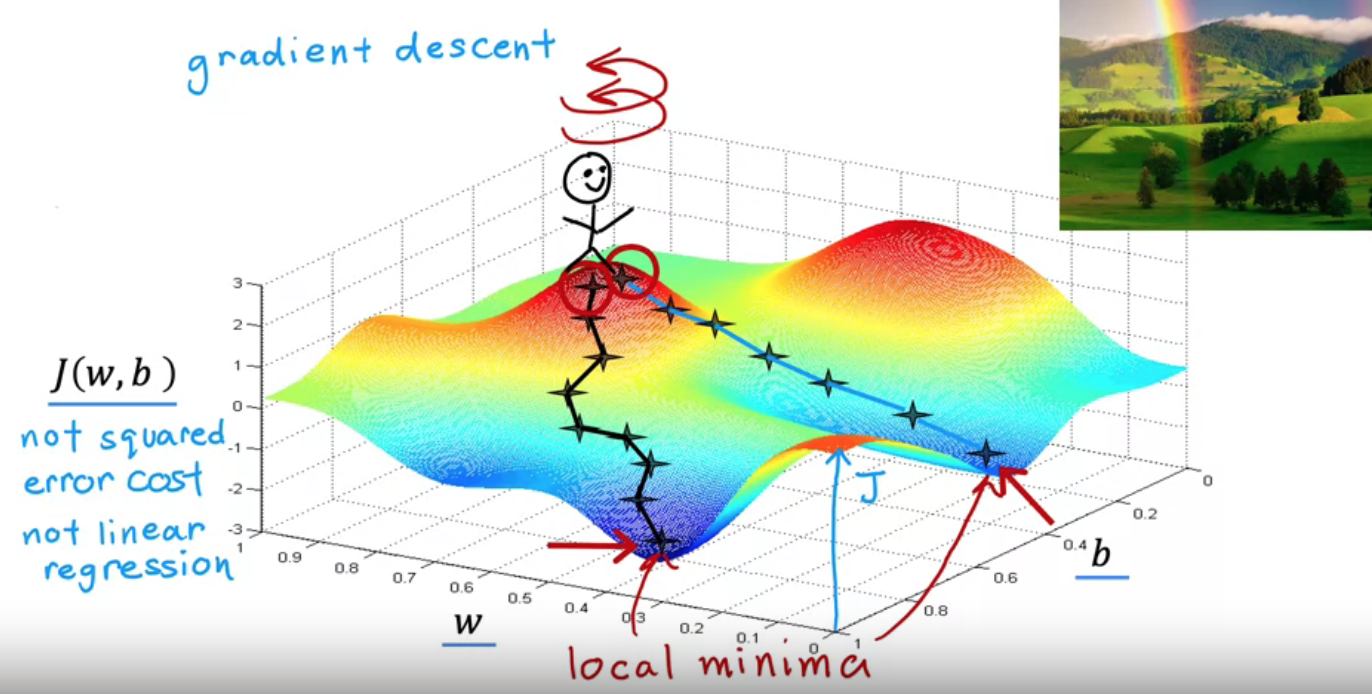 gradient descent
J(w, b)
not squared
error cost
not linear
regression
3
2
1
0
-1
-2
-3
1
0.9
0.8
0.7
0.6
0.5
0.4
0.3
0.2
0.1
0
w
J
0
0.2
0.4
0.6
0.8
1
b
local minima